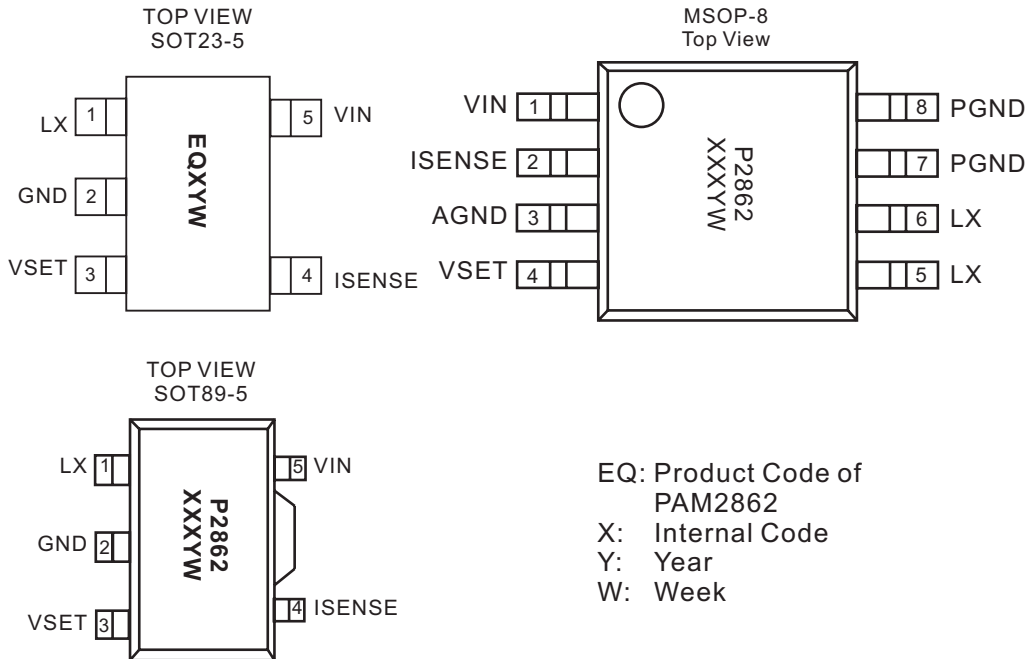 TOP VIEW
SOT23-5
LX 1
5 VIN
GND 2
VSET 3
4 ISENSE
EQXYW
MSOP-8
Top View
VIN 1
8 PGND
ISENSE 2
7 PGND
AGND 3
6 LX
VSET 4
5 LX
P2862
XXXYW
TOP VIEW
SOT89-5
LX 1
5 VIN
GND 2
VSET 3
4 ISENSE
P2862
XXXYW
EQ: Product Code of
PAM2862
X: Internal Code
Y: Year
W: Week